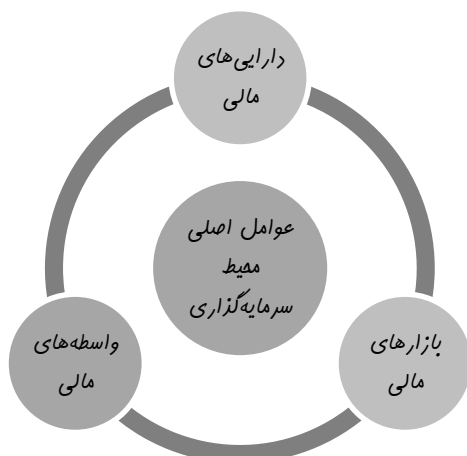 دارایی‌های
مالی
عوامل اصلی
محیط
سرمایه‌گذاری
بازارهای
مالی
واسطه‌های
مالی